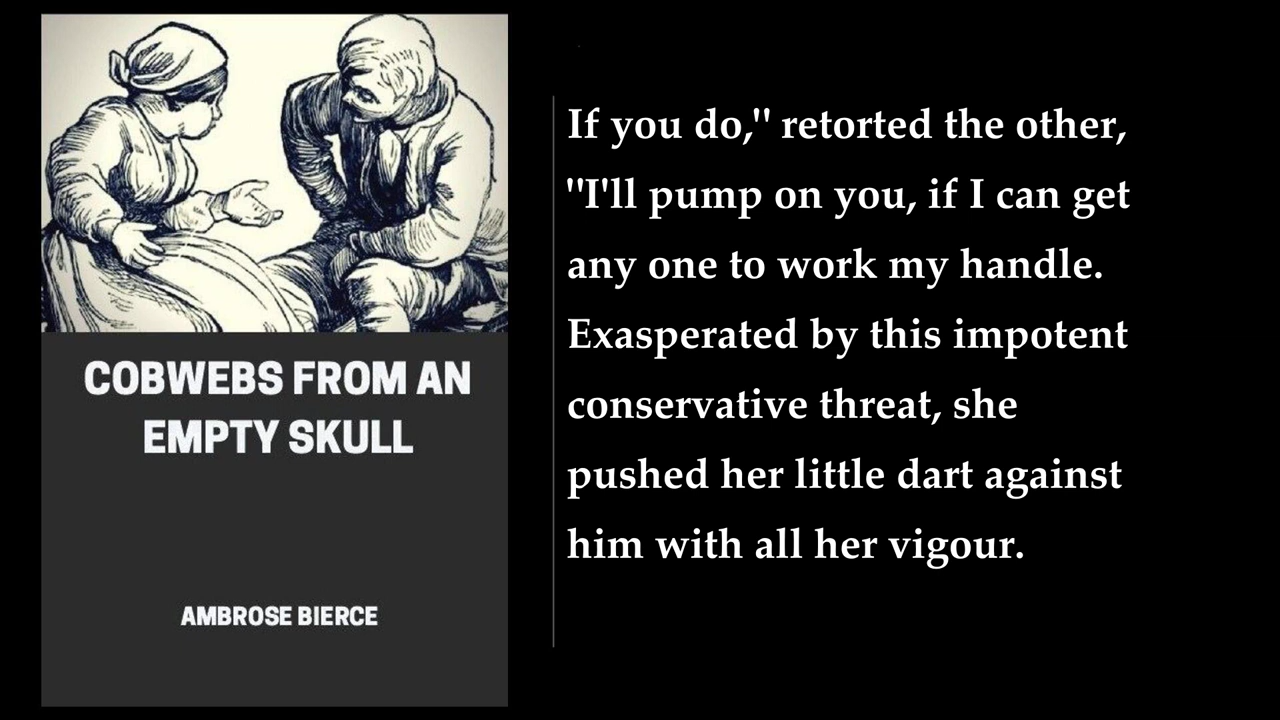 COBWEBS FROM AN
EMPTY SKULL
AMBROSE BIERCE
If you do," retorted the other,
"I'll pump on you, if I can get
any one to work my handle.
Exasperated by this impotent
conservative threat, she
pushed her little dart against
him with all her vigour.